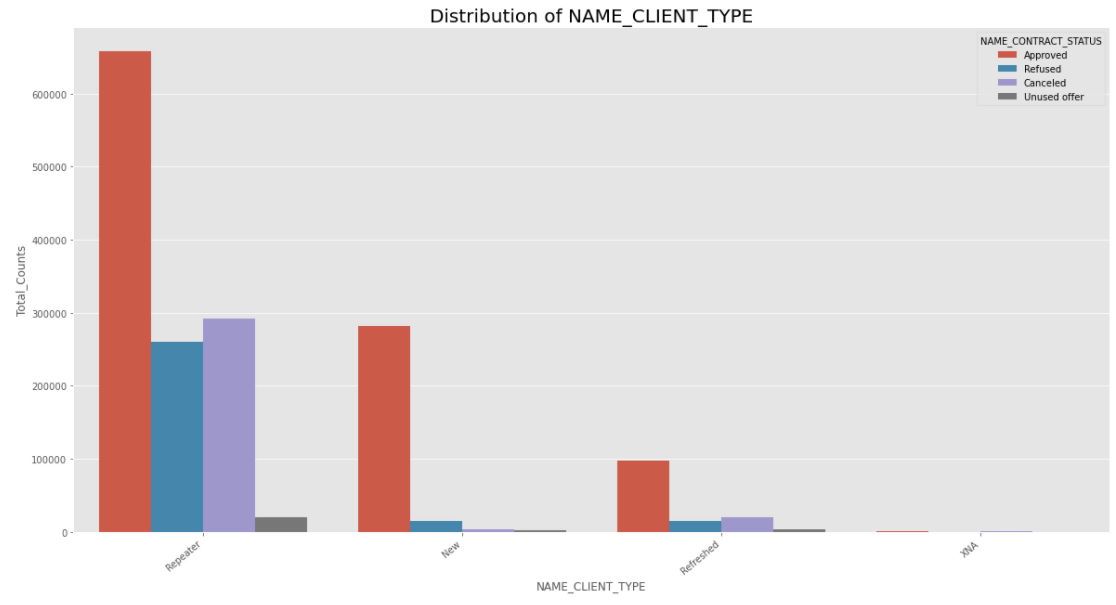 Distribution of NAME_CLIENT_TYPE
NAME_CONTRACT_STATUS
Approved
Refused
Canceled
Unused offer
Total_Counts
600000
500000
400000
300000
200000
100000
0
Repeater
New
Refreshed
XNA
NAME_CLIENT_TYPE